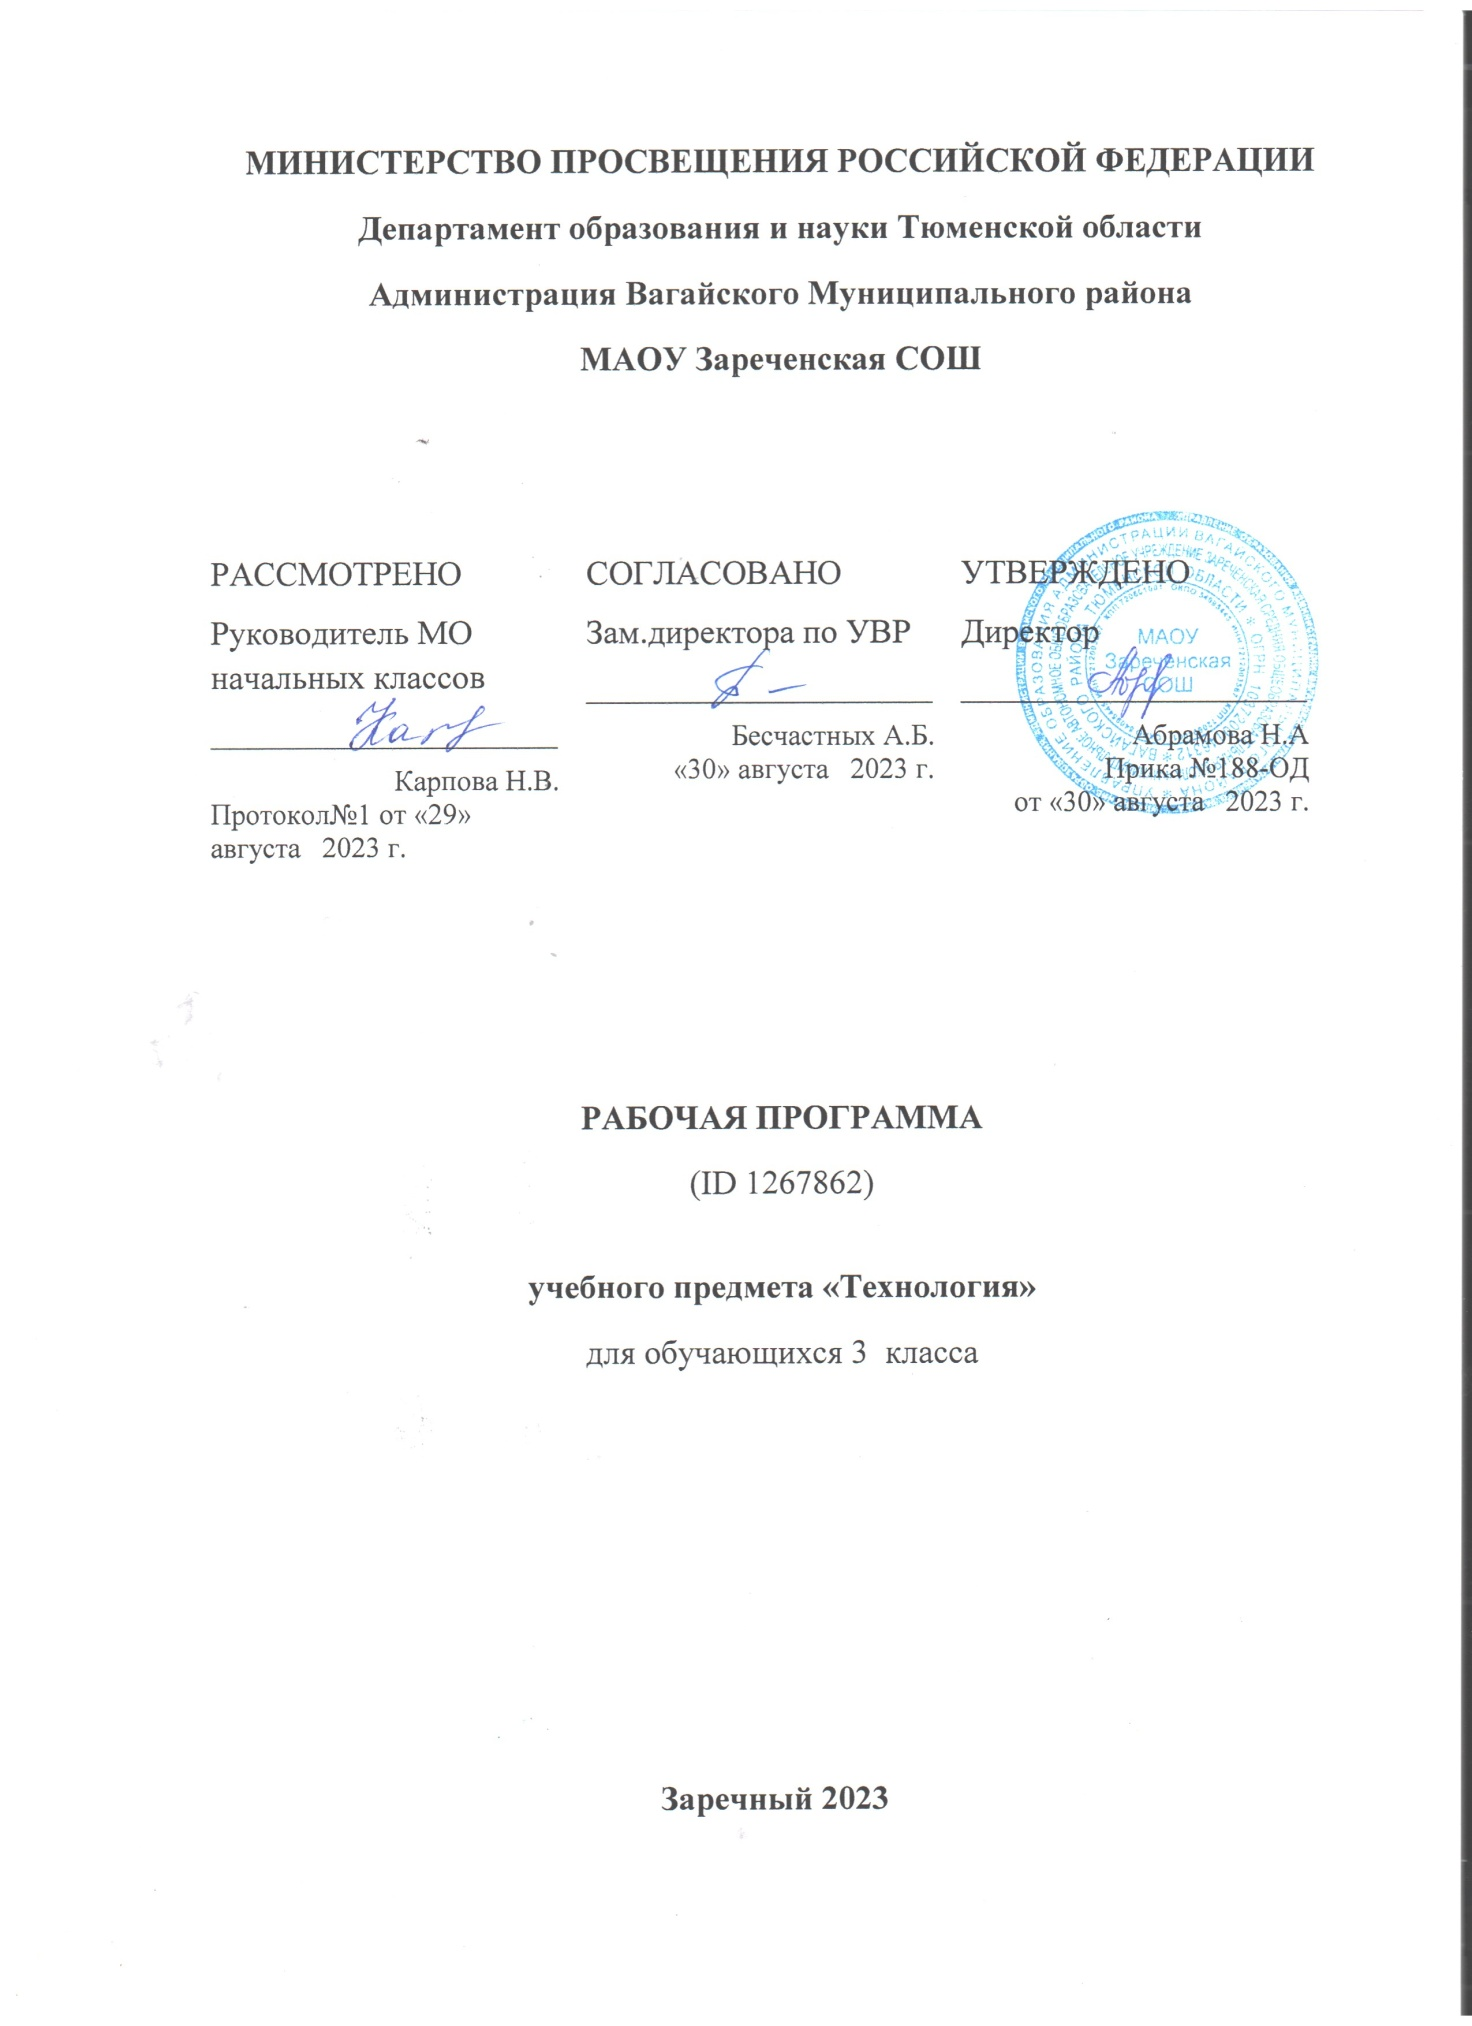 МИНИСТЕРСТВО ПРОСВЕЩЕНИЯ РОССИЙСКОЙ ФЕДЕРАЦИИ
Департамент образования и науки Тюменской области
Администрация Вагайского Муниципального района
МАОУ Зареченская СОШ
РАССМОТРЕНО
Руководитель МО
начальных классов
Карпова Н.В.
Протокол№1 от «29»
августа 2023 г.
СОГЛАСОВАНО
Зам.директора по УВР
Бесчастных А.Б.
«30» августа 2023 г.
УТВЕРЖДЕНО
Директор
Абрамова Н.А
Прика №188-ОД
от «30» августа 2023 г.
МАОУ
Зареченская
СОШ
РАБОЧАЯ ПРОГРАММА
(ID 1267862)
учебного предмета «Технология»
для обучающихся 3 класса
Заречный 2023